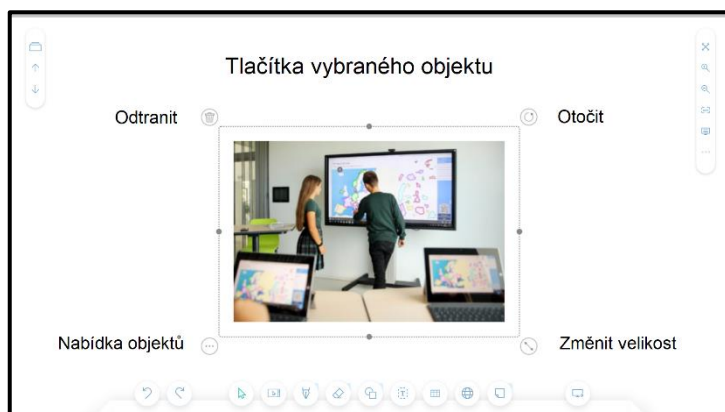 Tlačítka vybraného objektu
Odtranit
Otočit
Nabídka objektů
Změnit velikost